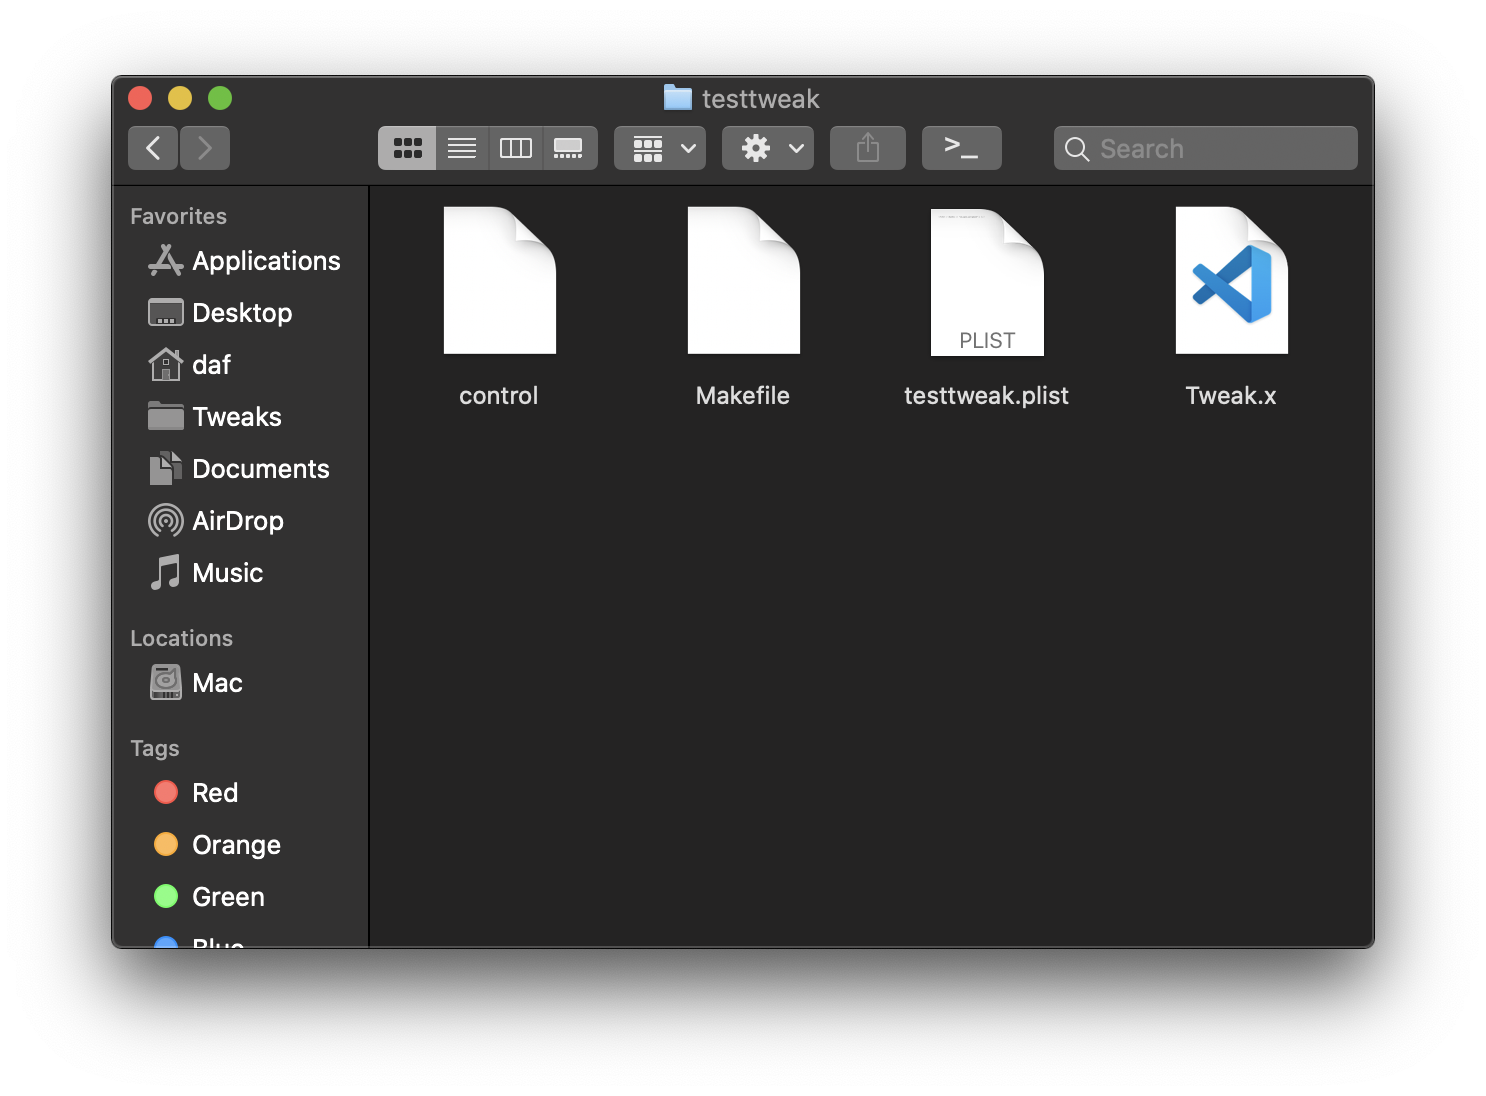 testtweak
>_
Search
Favorites
Applications
Desktop
daf
Tweaks
Documents
AirDrop
Music
Locations
Mac
Tags
Red
Orange
Green
Blue
PLIST
control
Makefile
testtweak.plist
Tweak.x